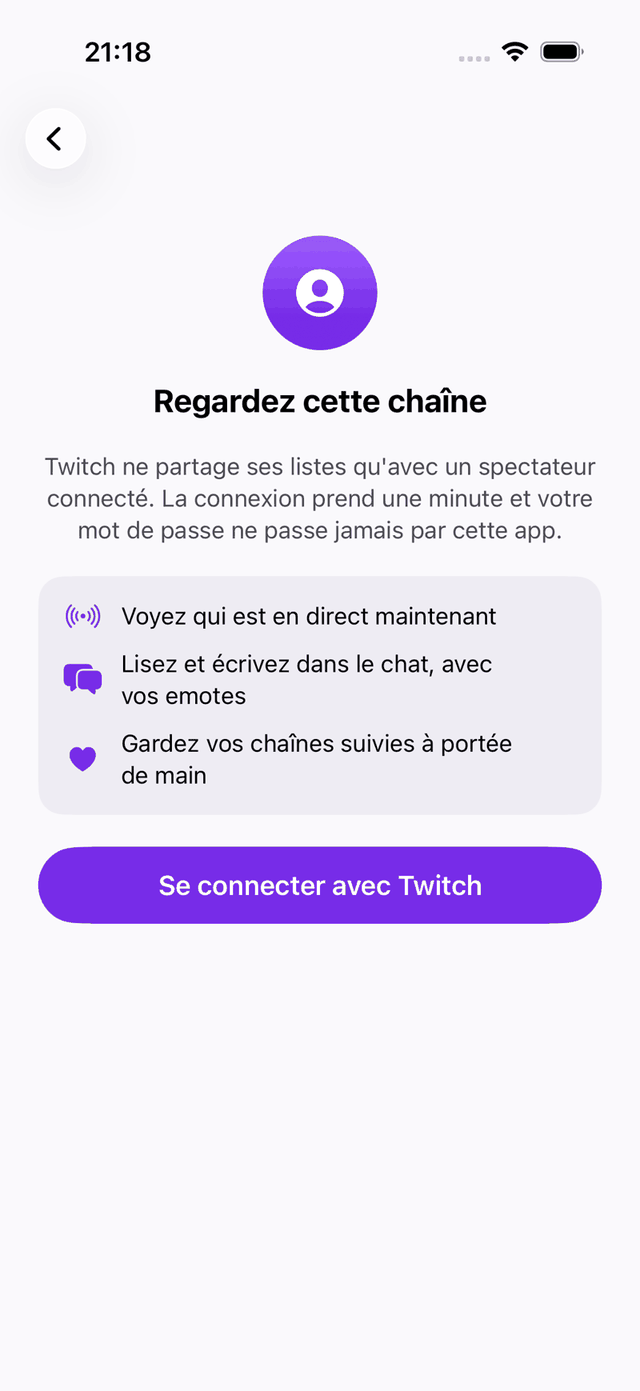 21:18
Regardez cette chaîne
Twitch ne partage ses listes qu'avec un spectateur
connecté. La connexion prend une minute et votre
mot de passe ne passe jamais par cette app.
Voyez qui est en direct maintenant
Lisez et écrivez dans le chat, avec
vos emotes
Gardez vos chaînes suivies à portée
de main
Se connecter avec Twitch